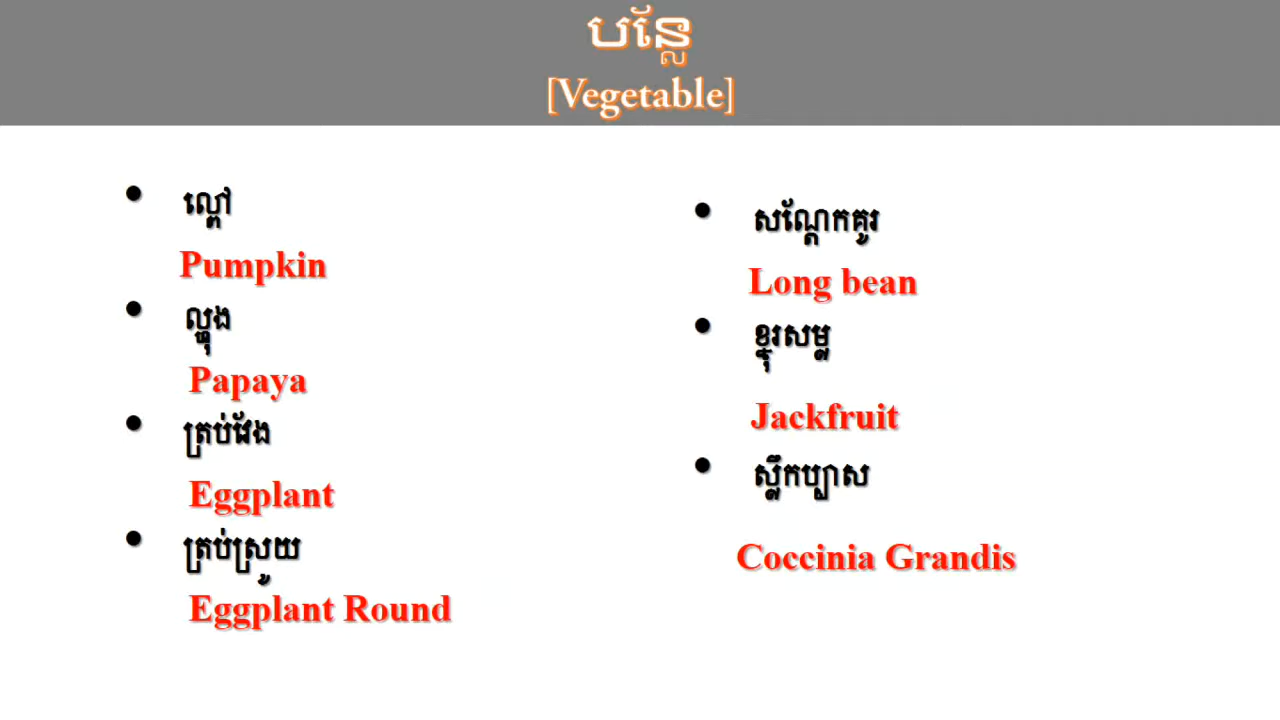 បន្លែ
[Vegetable]
• ល្ពៅ
Pumpkin
• ល្ហុង
Papaya
• ត្រប់វែង
Eggplant
• ត្រប់ស្រួយ
Eggplant Round
• សណ្ដែកគួរ
Long bean
• ខ្នុរសម្ល
Jackfruit
• ស្លឹកប្បាស
Coccinia Grandis